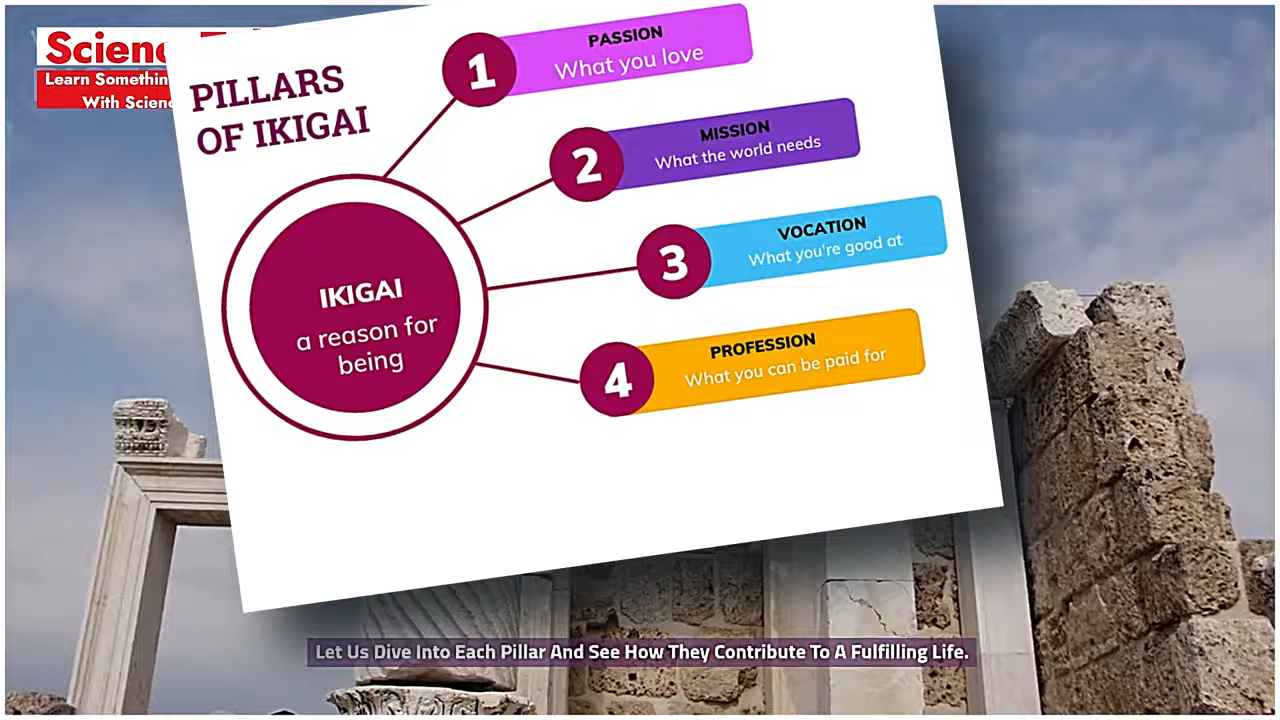 Scienc
Learn Somethin
With Scienc
PILLARS
OF IKIGAI
IKIGAI
a reason for
being
1
PASSION
What you love
2
MISSION
What the world needs
3
VOCATION
What you're good at
4
PROFESSION
What you can be paid for
Let Us Dive Into Each Pillar And See How They Contribute To A Fulfilling Life.